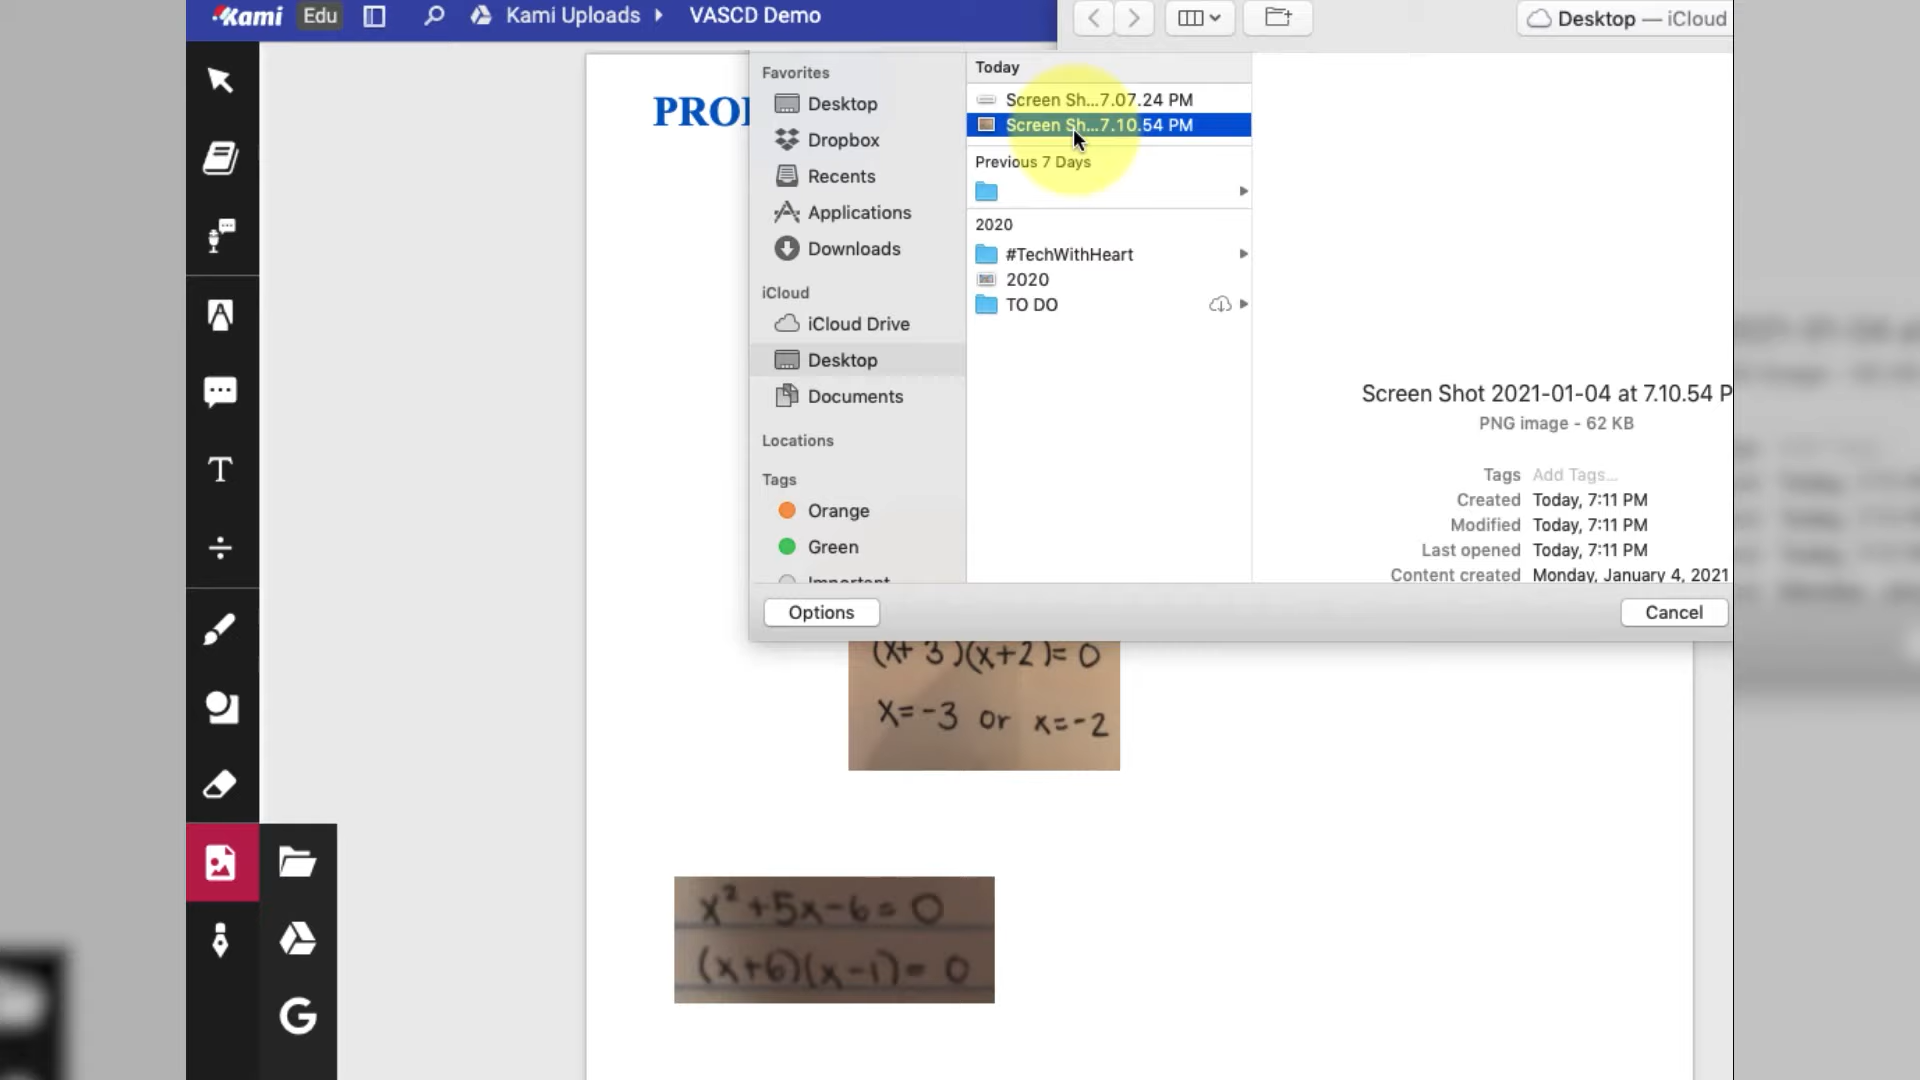 Kami Edu Kami Uploads VASCD Demo
Desktop — iCloud
PRO
Favorites
Desktop
Dropbox
Recents
Applications
Downloads
iCloud
iCloud Drive
Desktop
Documents
Locations
Tags
Orange
Green
Important
Today
Screen Sh...7.07.24 PM
Screen Sh...7.10.54 PM
Previous 7 Days
2020
#TechWithHeart
2020
TO DO
Screen Shot 2021-01-04 at 7.10.54 P
PNG image - 62 KB
Tags Add Tags...
Created Today, 7:11 PM
Modified Today, 7:11 PM
Last opened Today, 7:11 PM
Content created Monday, January 4, 2021
Options
Cancel
(x+3)(x+2)=0
x=-3 or x=-2
x²+5x-6=0
(x+6)(x-1)=0